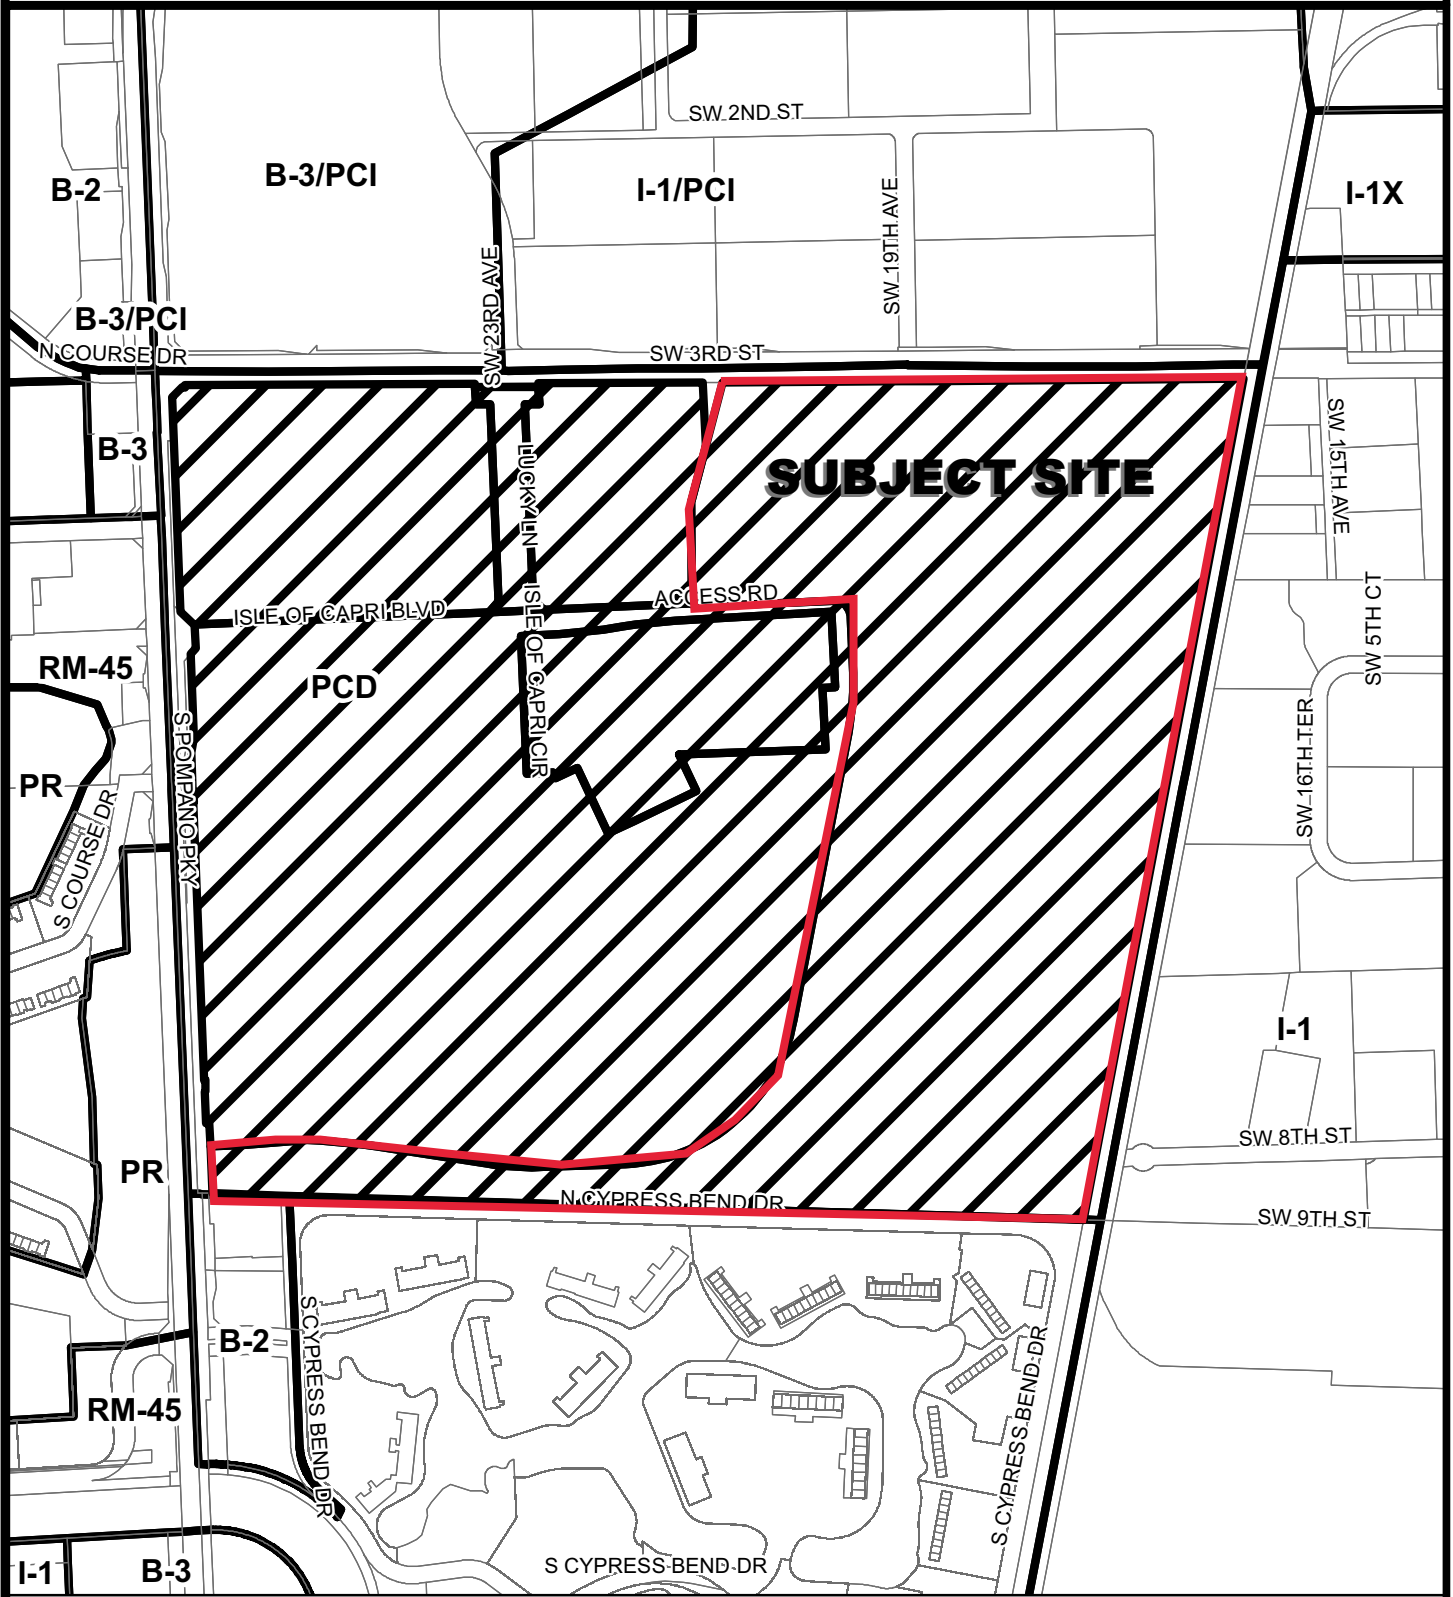 SW 2ND ST
B-3/PCI
B-2
I-1/PCI
I-1X
SW 19TH AVE
SW 23RD AVE
B-3/PCI
N COURSE DR
SW 3RD ST
B-3
SUBJECT SITE
LUCKY LN
SW 15TH AVE
ISLE OF CAPRI BLVD
ACCESS RD
SW 5TH CT
RM-45
PCD
ISLE OF CAPRI CIR
S POMPANO PKY
SW 16TH TER
PR
S COURSE DR
I-1
SW 8TH ST
PR
N CYPRESS BEND DR
SW 9TH ST
B-2
S CYPRESS BEND DR
S CYPRESS BEND DR
RM-45
S CYPRESS BEND DR
I-1
B-3